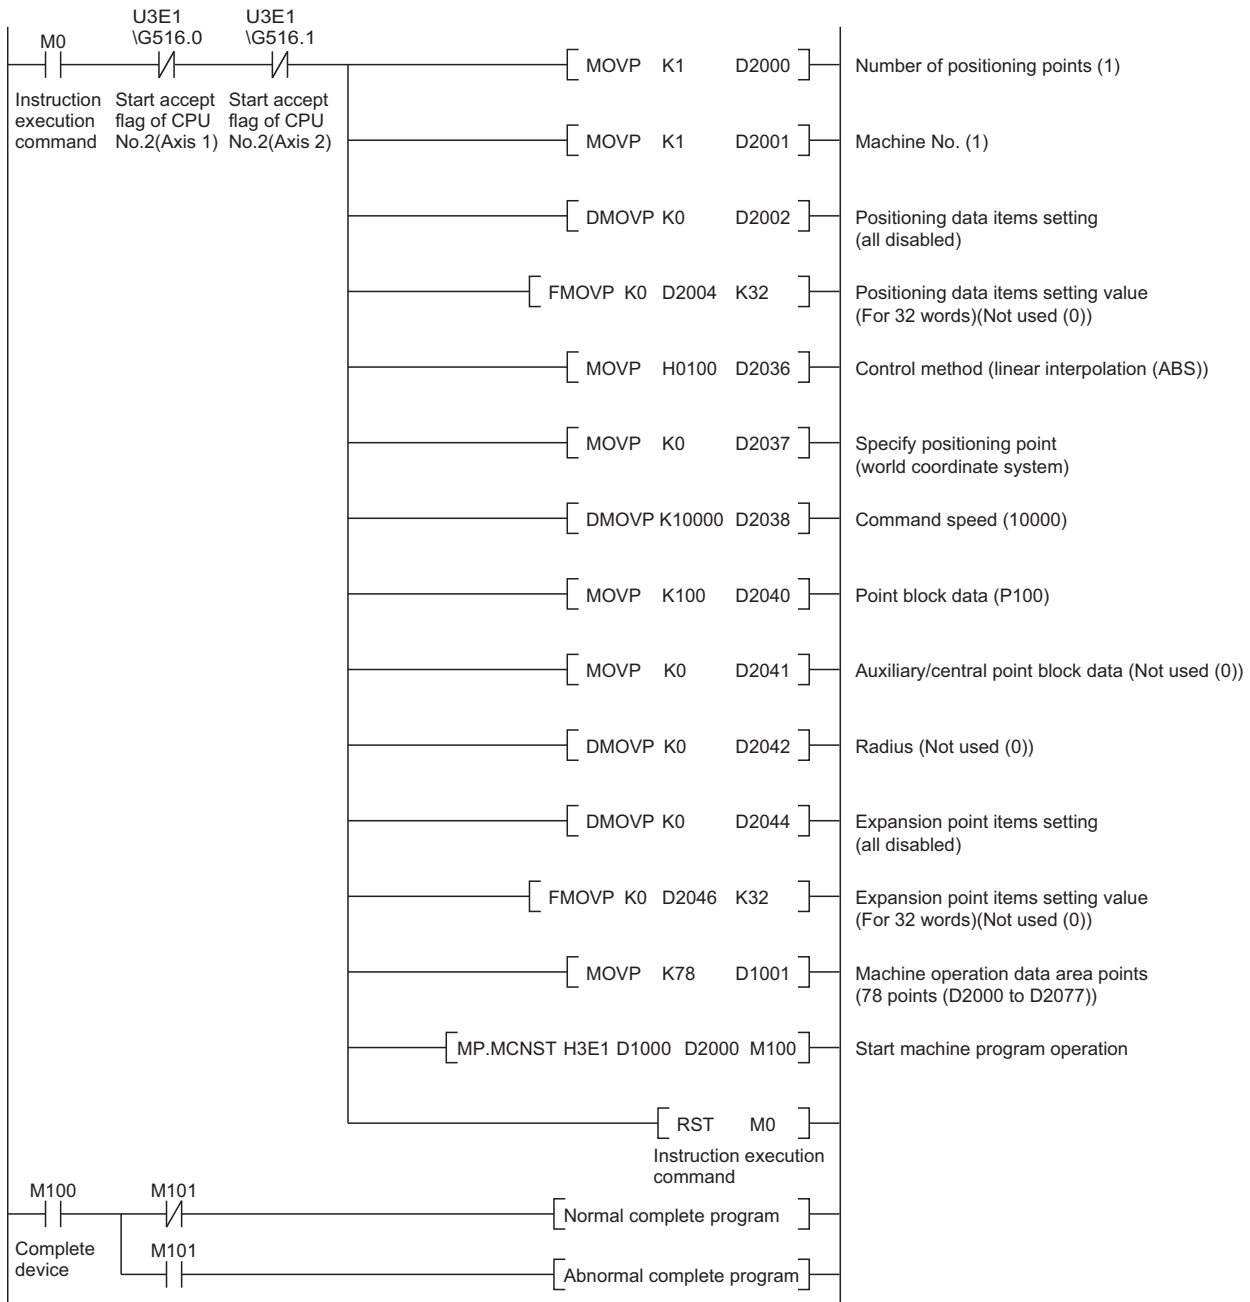 U3E1 U3E1
M0 \G516.0 \G516.1
MOVP K1 D2000 Number of positioning points (1)
Instruction Start accept Start accept
execution flag of CPU flag of CPU
command No.2(Axis 1) No.2(Axis 2)
MOVP K1 D2001 Machine No. (1)
DMOVP K0 D2002 Positioning data items setting
(all disabled)
FMOVP K0 D2004 K32 Positioning data items setting value
(For 32 words)(Not used (0))
MOVP H0100 D2036 Control method (linear interpolation (ABS))
MOVP K0 D2037 Specify positioning point
(world coordinate system)
DMOVP K10000 D2038 Command speed (10000)
MOVP K100 D2040 Point block data (P100)
MOVP K0 D2041 Auxiliary/central point block data (Not used (0))
DMOVP K0 D2042 Radius (Not used (0))
DMOVP K0 D2044 Expansion point items setting
(all disabled)
FMOVP K0 D2046 K32 Expansion point items setting value
(For 32 words)(Not used (0))
MOVP K78 D1001 Machine operation data area points
(78 points (D2000 to D2077))
MP.MCNST H3E1 D1000 D2000 M100 Start machine program operation
RST M0
Instruction execution
command
M100 M101
Normal complete program
Complete
device
M101
Abnormal complete program